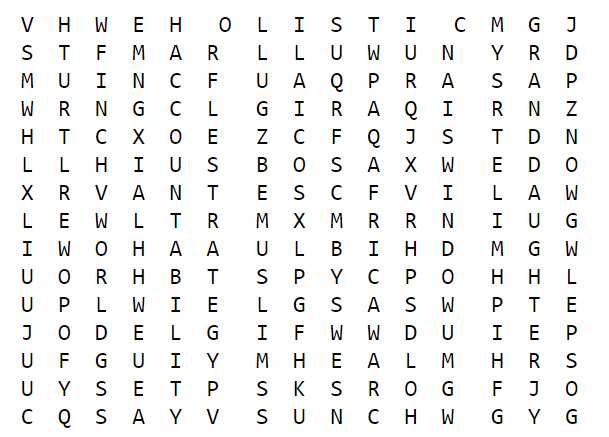 V H W E H O L I S T I C M G J
S T F M A R L L U W U N Y R D
M U I N C F U A Q P R A S A P
W R N G C L G I R A Q I R N Z
H T C X O E Z C F Q J S T D N
L L H I U S B O S A X W E D O
X R V A N T E S C F V I L A W
L E W L T R M X M R R N I U G
I W O H A A U L B I H D M G W
U O R H B T S P Y C P O H H L
U P L W I E L G S A S W P T E
J O D E L G I F W W D U I E P
U F G U I Y M H E A L M H R S
U Y S E T P S K S R O G F J O
C Q S A Y V S U N C H W G Y G